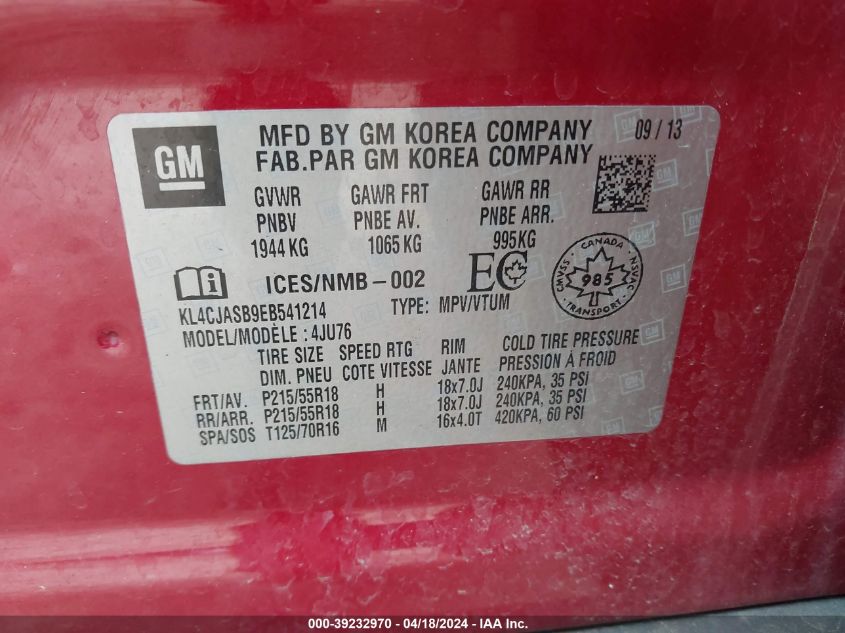 GM
MFD BY GM KOREA COMPANY 09/13
FAB.PAR GM KOREA COMPANY
GVWR GAWR FRT GAWR RR
PNBV PNBE AV. PNBE ARR.
1944 KG 1065 KG 995KG
ICES/NMB-002 EC
CANADA
CMVSS 985 NSVAC
TRANSPORT
KL4CJASB9EB541214 TYPE: MPV/VTUM
MODEL/MODÈLE: 4JU76
TIRE SIZE SPEED RTG RIM COLD TIRE PRESSURE
DIM. PNEU COTE VITESSE JANTE PRESSION À FROID
FRT/AV. P215/55R18 H 18x7.0J 240KPA, 35 PSI
RR/ARR. P215/55R18 H 18x7.0J 240KPA, 35 PSI
SPA/SOS T125/70R16 M 16x4.0T 420KPA, 60 PSI
000-39232970 - 04/18/2024 - IAA Inc.